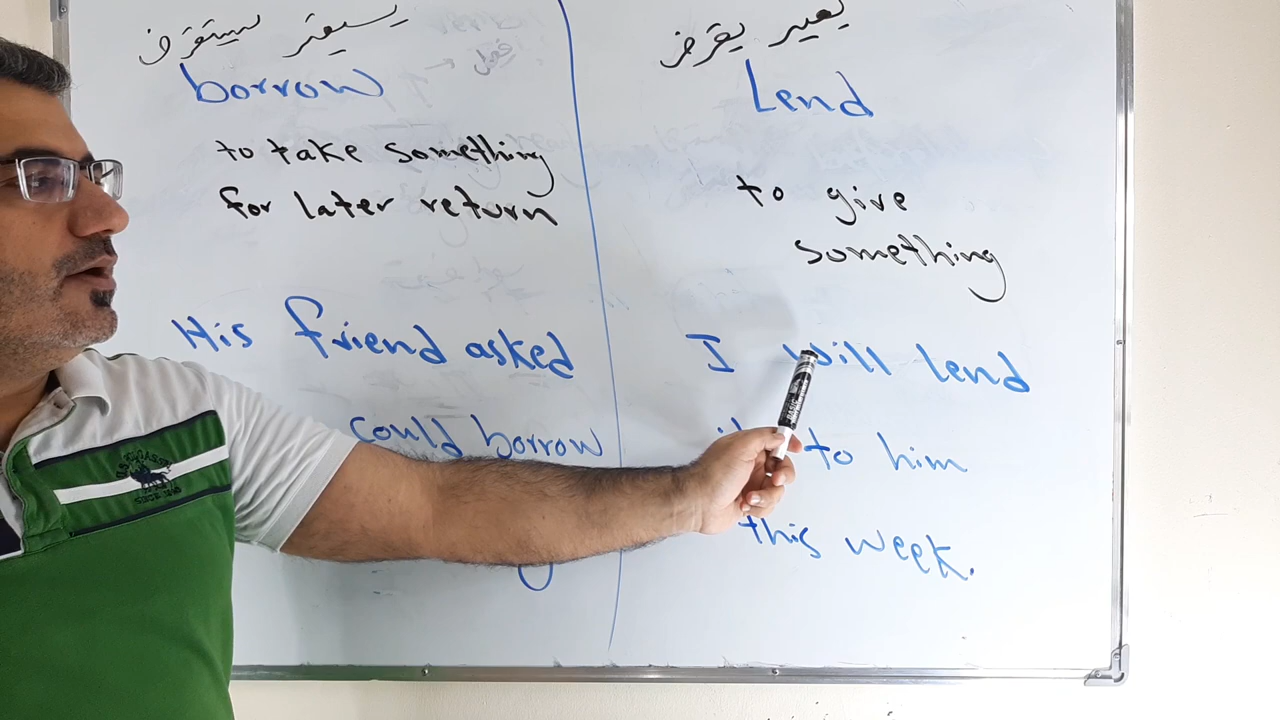 يستعير يستقرض
borrow
to take something
for later return
His friend asked
could borrow
يعير يقرض
Lend
to give
something
I will lend
to him
this week.